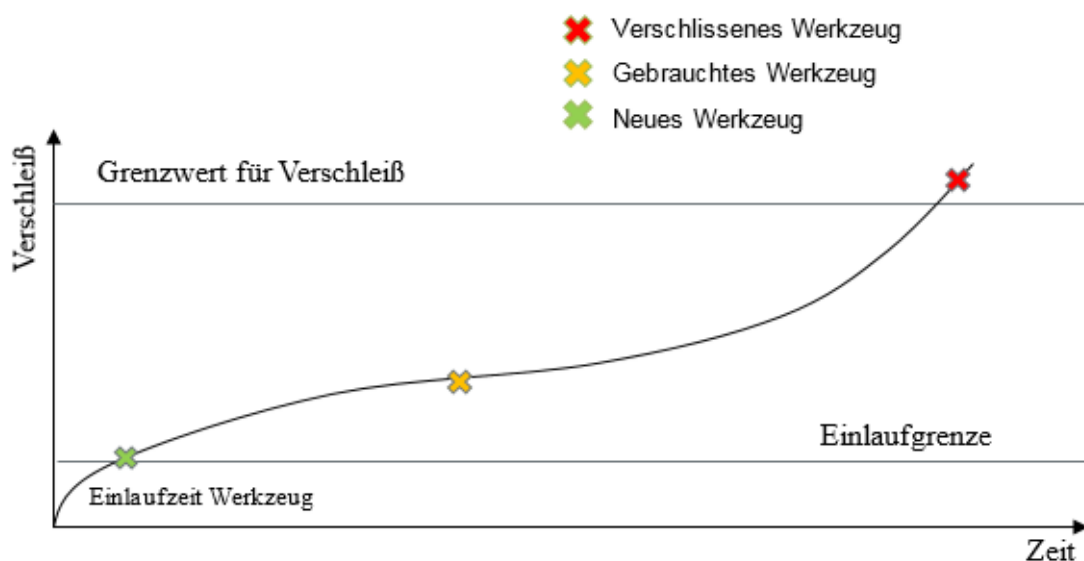 Verschlissenes Werkzeug
Gebrauchtes Werkzeug
Neues Werkzeug
Verschleiß
Grenzwert für Verschleiß
Einlaufgrenze
Einlaufzeit Werkzeug
Zeit